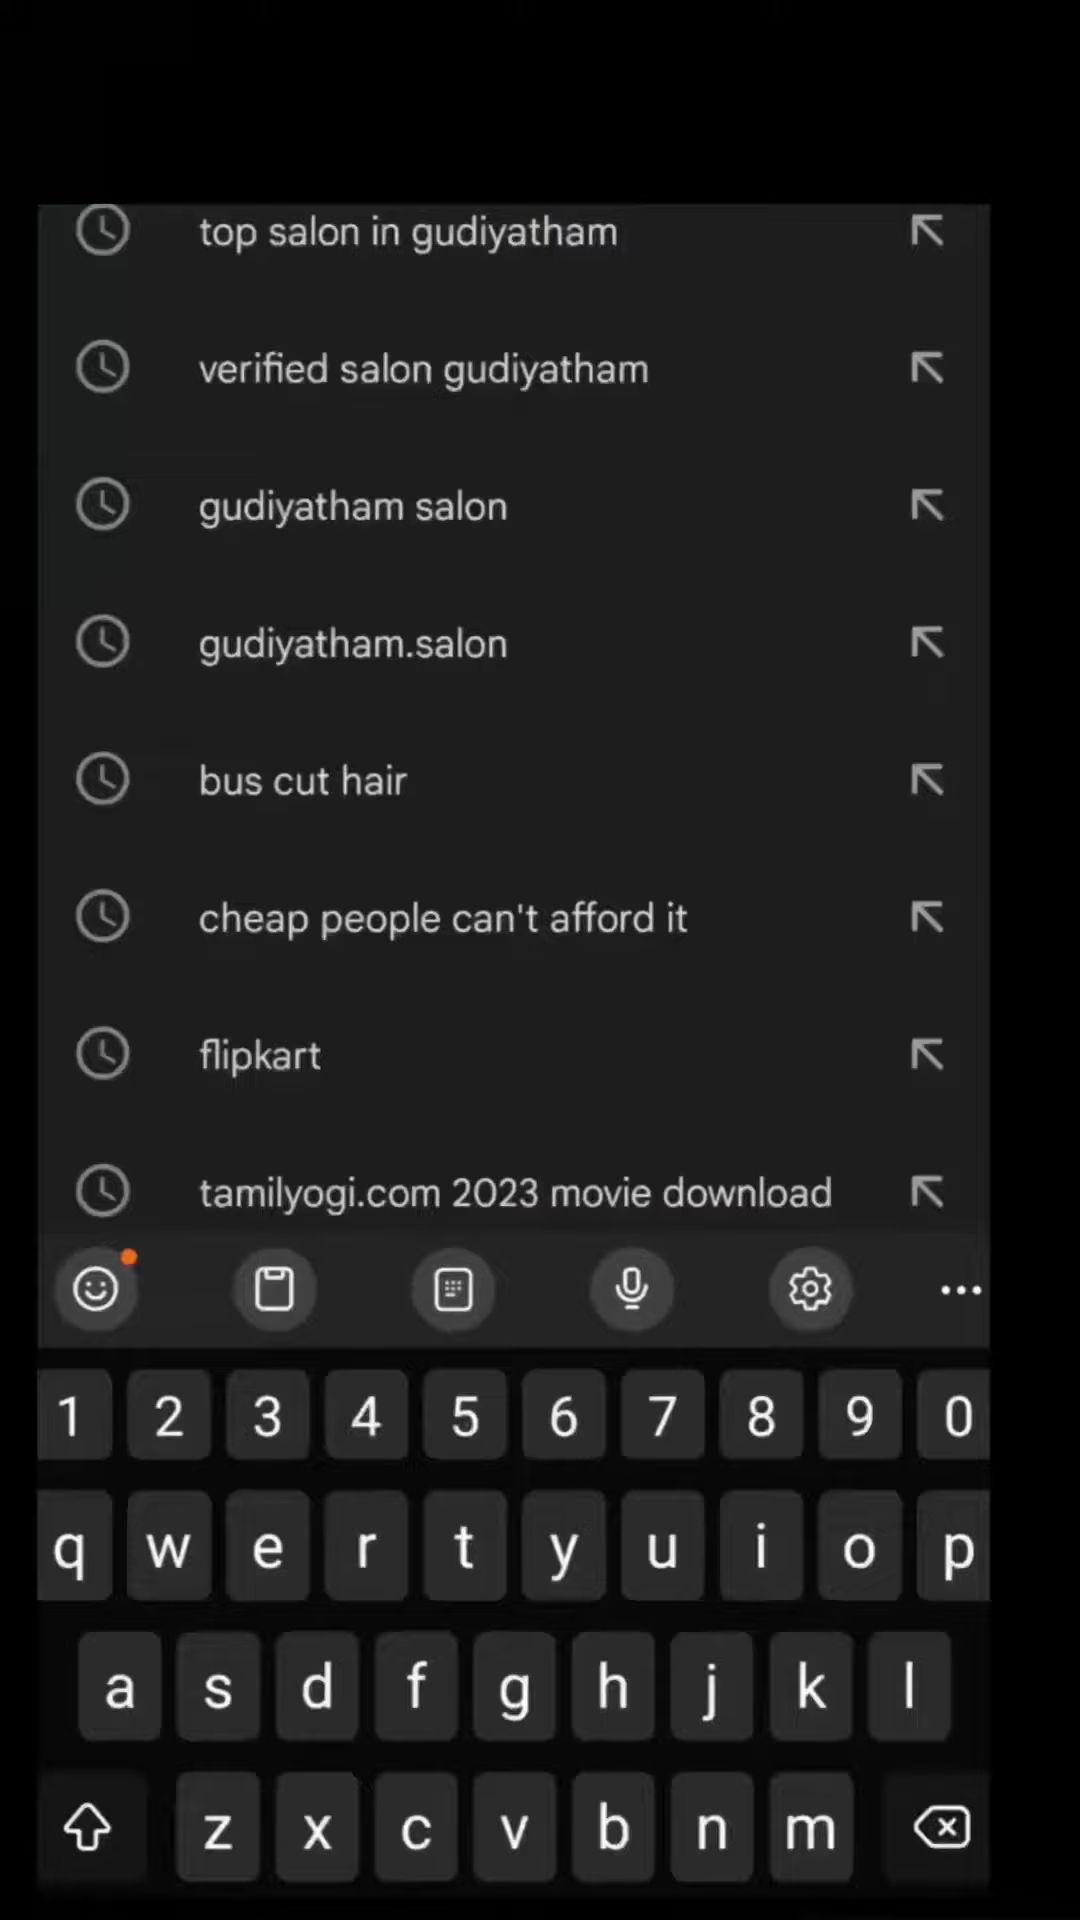 top salon in gudiyatham
verified salon gudiyatham
gudiyatham salon
gudiyatham.salon
bus cut hair
cheap people can't afford it
flipkart
tamilyogi.com 2023 movie download
1 2 3 4 5 6 7 8 9 0
q w e r t y u i o p
a s d f g h j k l
z x c v b n m